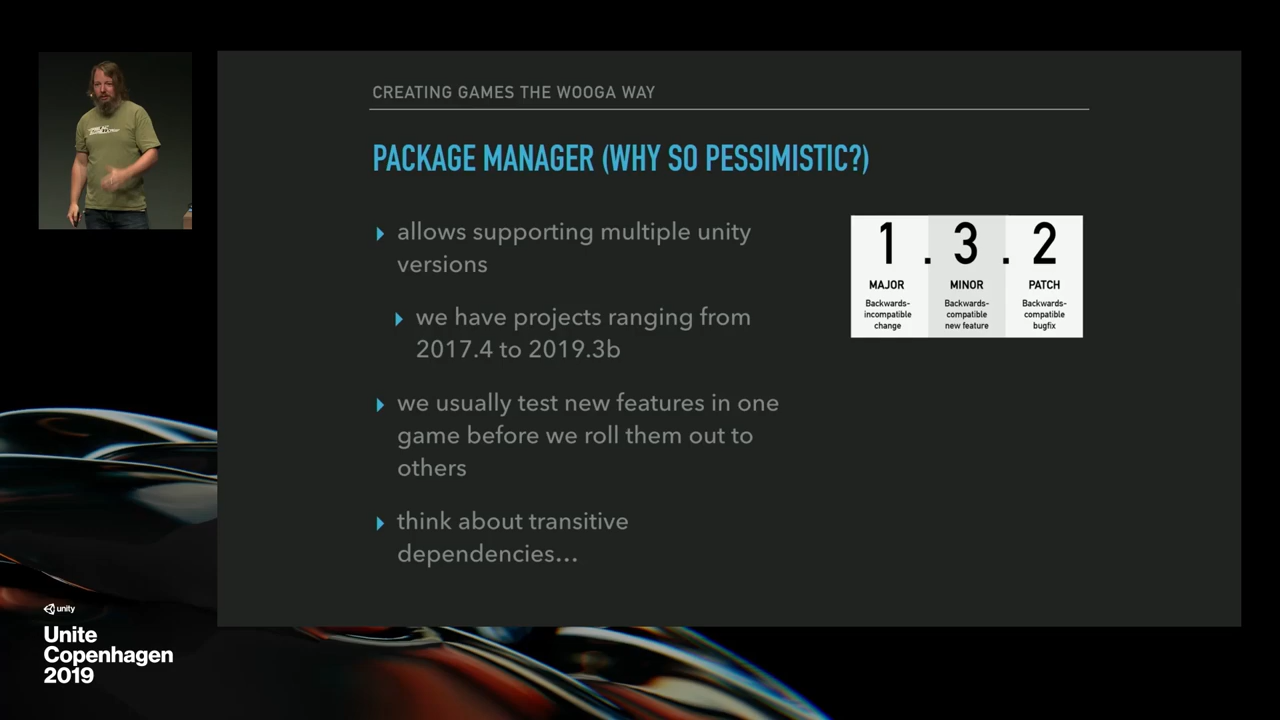 CREATING GAMES THE WOOGA WAY
PACKAGE MANAGER (WHY SO PESSIMISTIC?)
allows supporting multiple unity
versions
we have projects ranging from
2017.4 to 2019.3b
we usually test new features in one
game before we roll them out to
others
think about transitive
dependencies…
1 . 3 . 2
MAJOR MINOR PATCH
Backwards- Backwards- Backwards-
incompatible compatible compatible
change new feature bugfix
unity
Unite
Copenhagen
2019